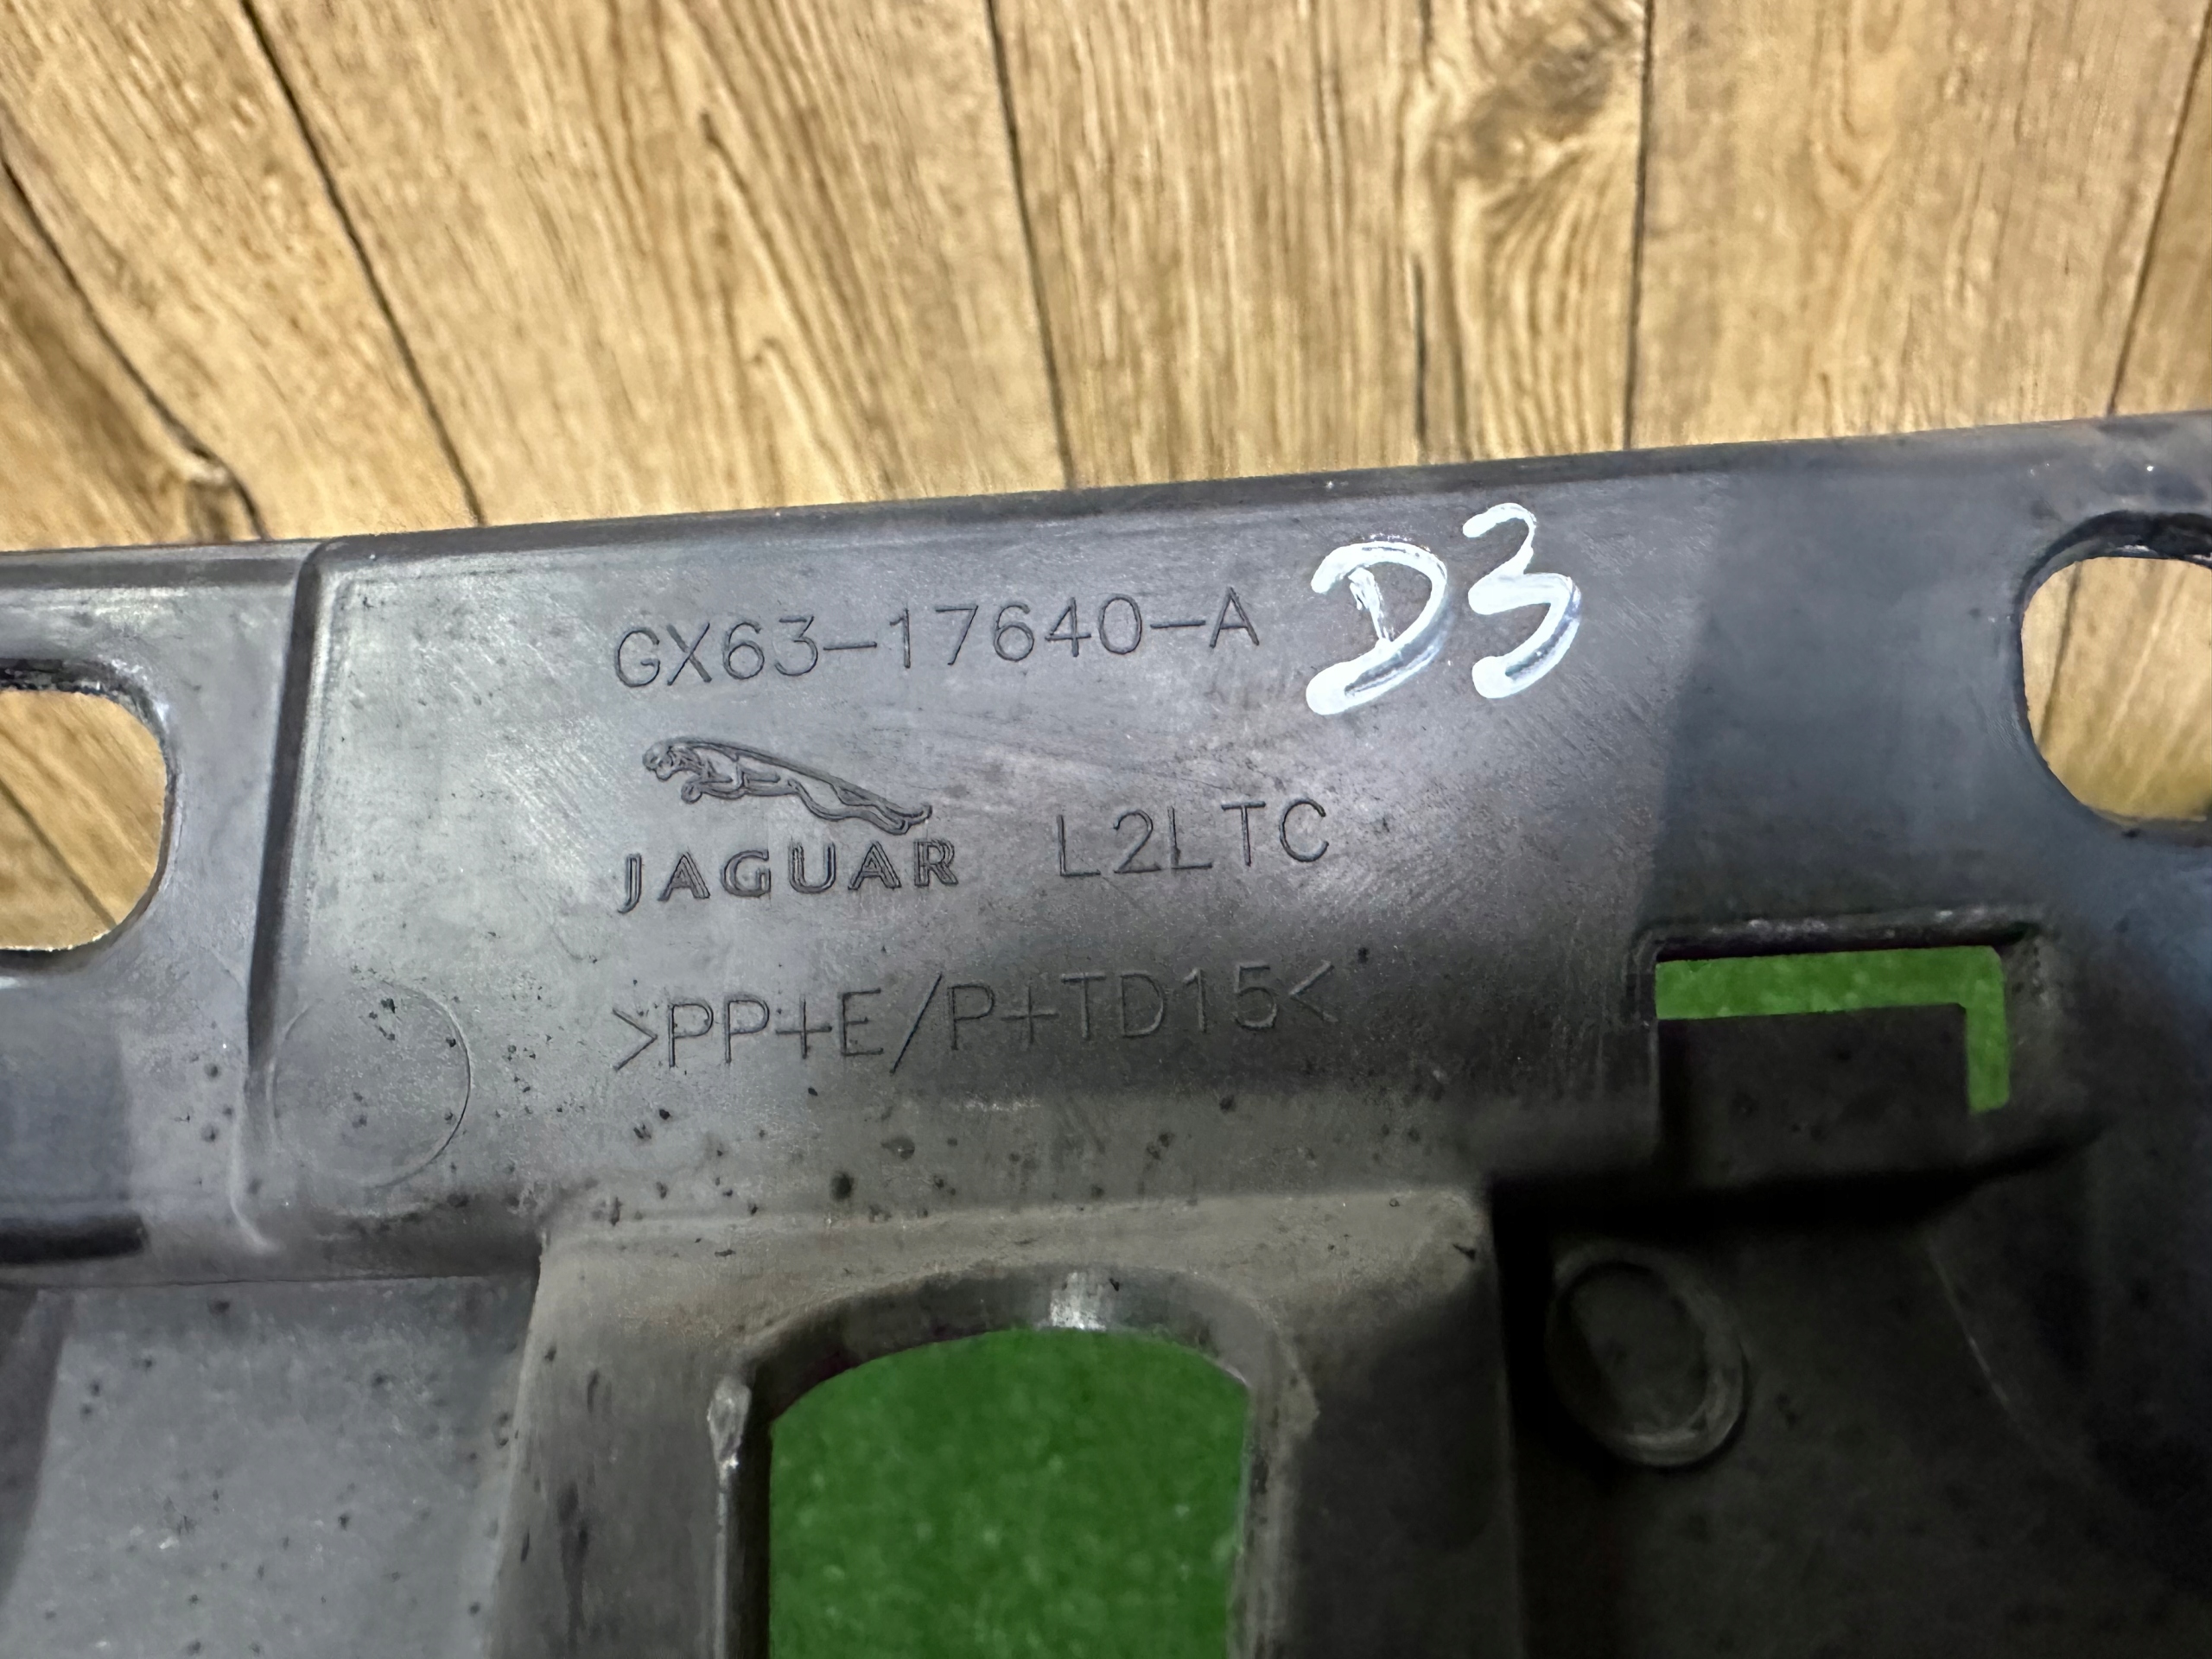 GX63-17640-A D3
JAGUAR L2LTC
>PP+E/P+TD15<